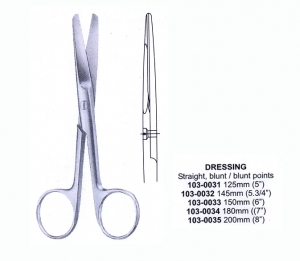 DRESSING
Straight, blunt / blunt points
103-0031 125mm (5")
103-0032 145mm (5.3/4")
103-0033 150mm (6")
103-0034 180mm ((7")
103-0035 200mm (8")